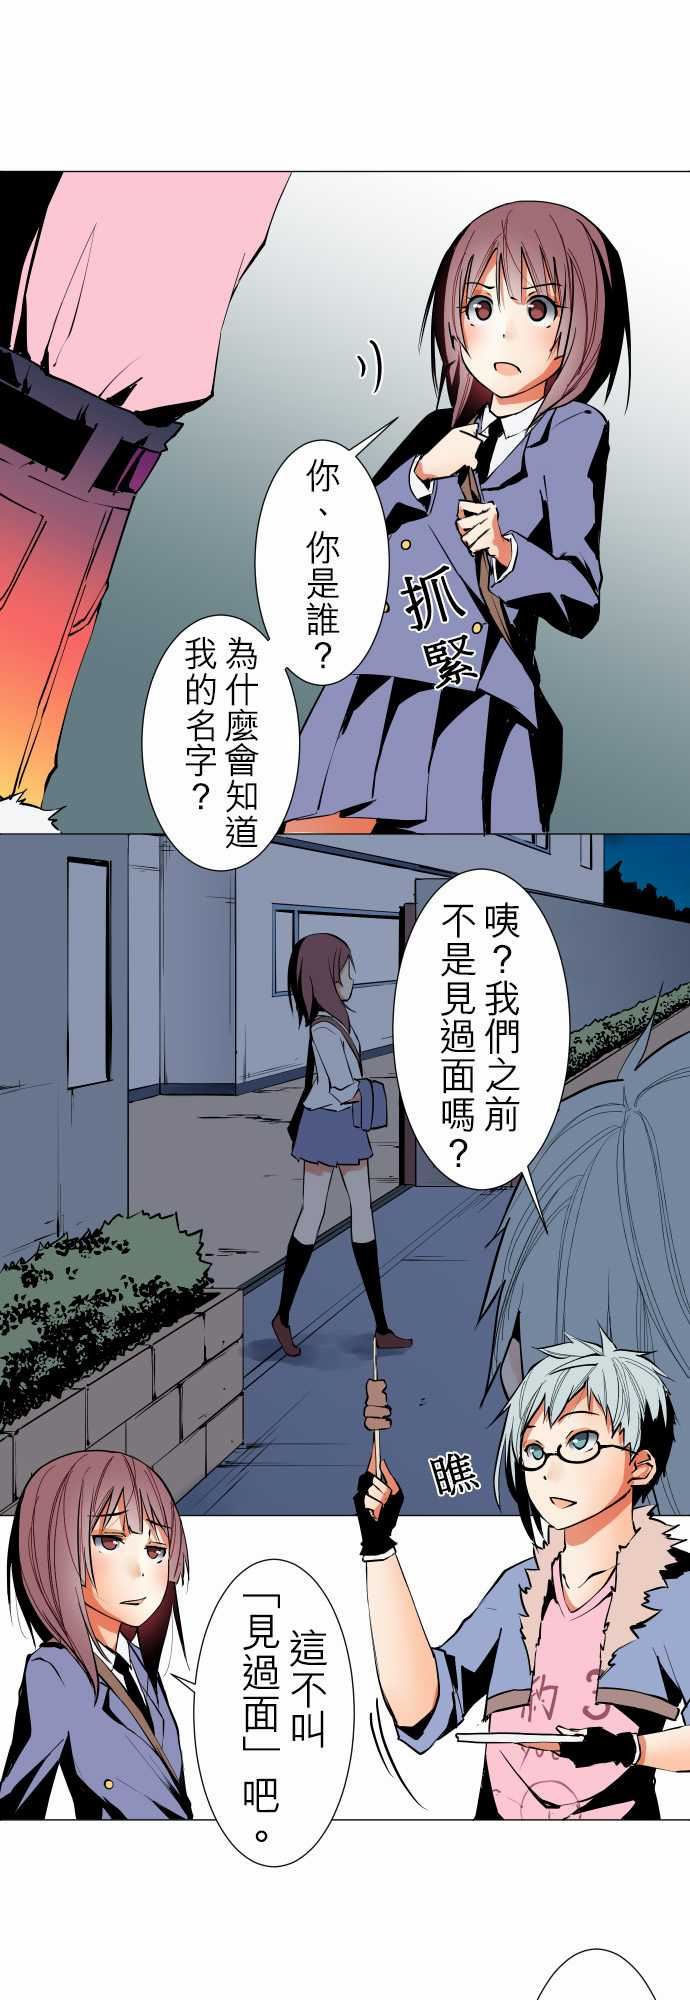 你、你是誰？
抓緊
為什麼會知道
我的名字？
咦？我們之前
不是見過面嗎？
瞧
這不叫
「見過面」吧。